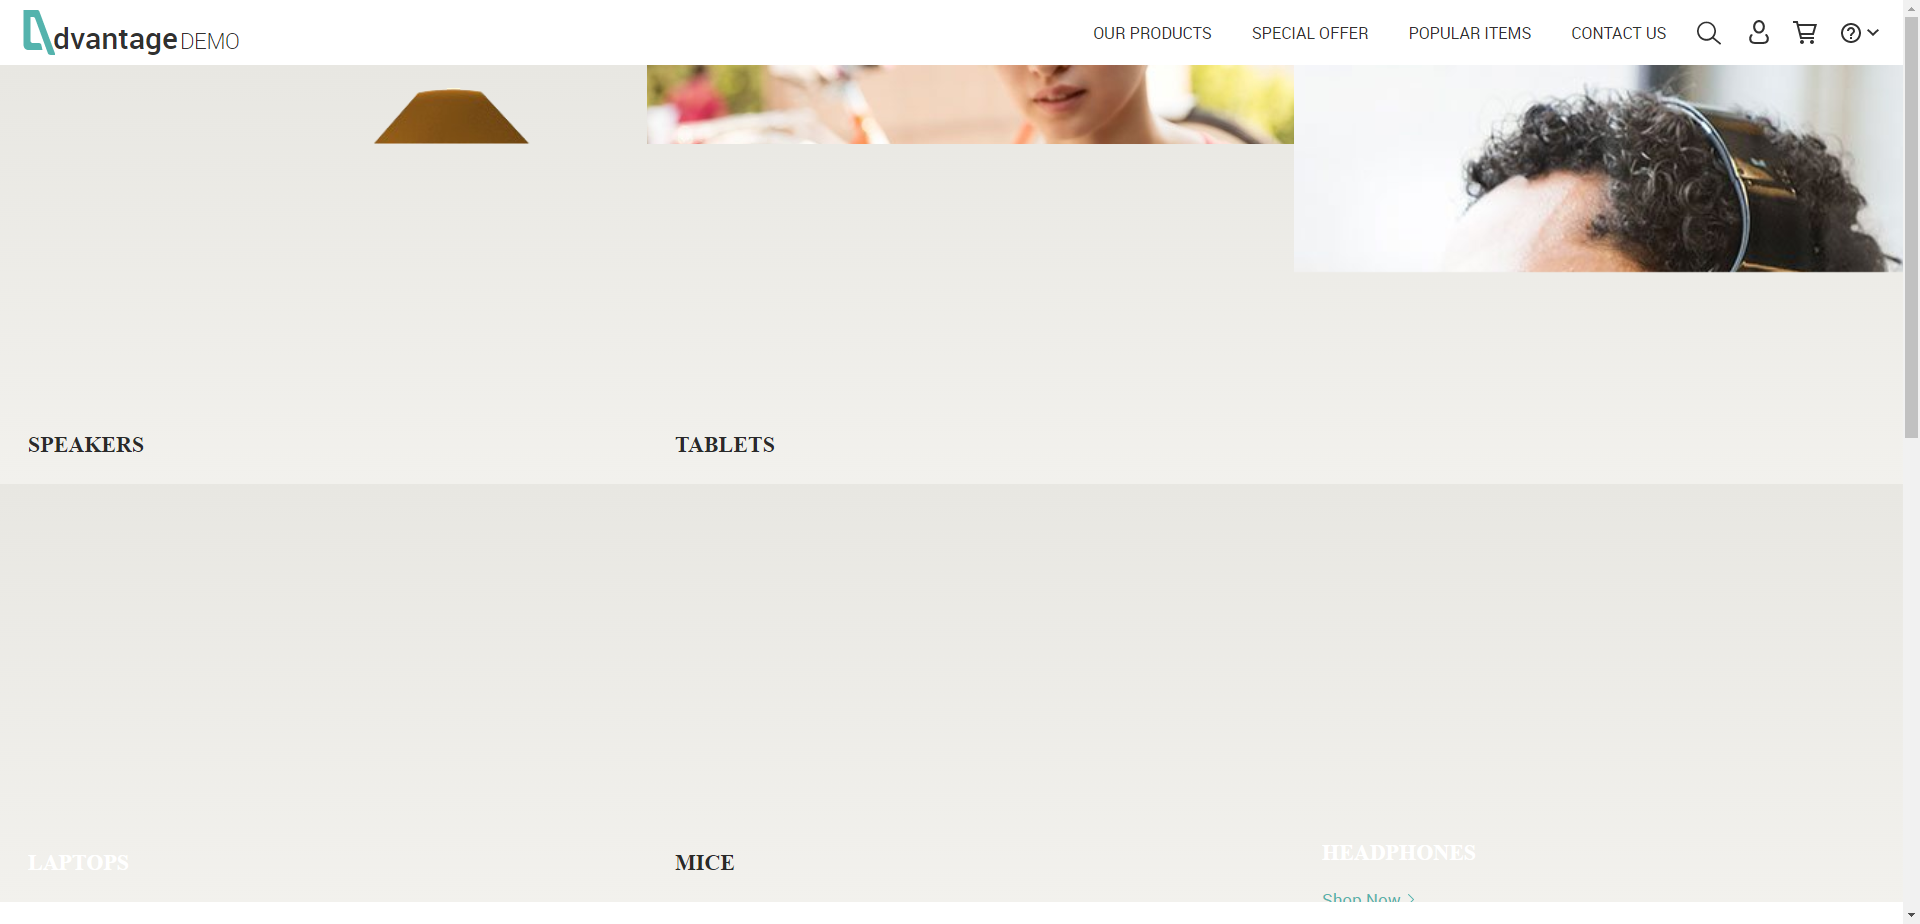 dvantage DEMO
OUR PRODUCTS
SPECIAL OFFER
POPULAR ITEMS
CONTACT US
SPEAKERS
TABLETS
LAPTOPS
MICE
HEADPHONES
Shop Now